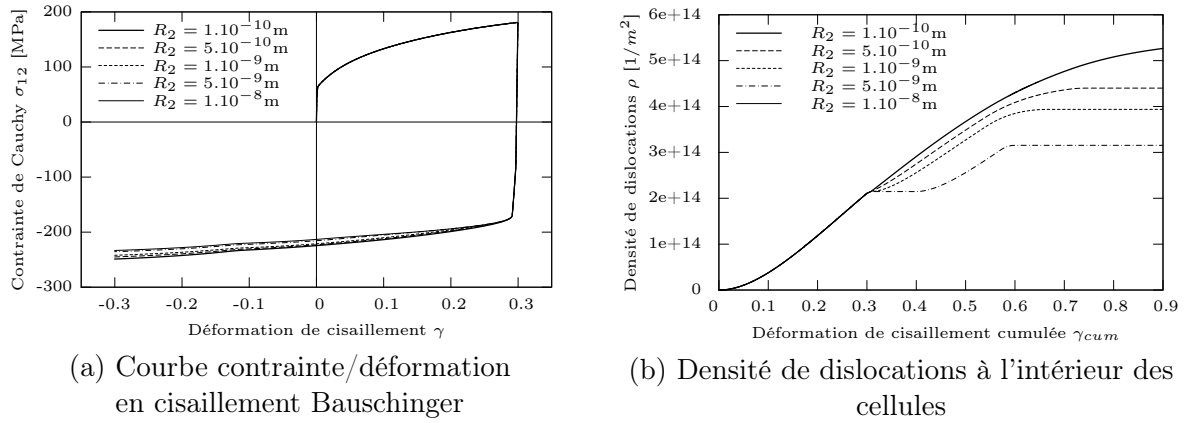 Contrainte de Cauchy σ12 [MPa]
200
100
0
-100
-200
-300
R2 = 1.10−10m
R2 = 5.10−10m
R2 = 1.10−9m
R2 = 5.10−9m
R2 = 1.10−8m
-0.3
-0.2
-0.1
0
0.1
0.2
0.3
Déformation de cisaillement γ
(a) Courbe contrainte/déformation
en cisaillement Bauschinger
Densité de dislocations ρ [1/m2]
6e+14
5e+14
4e+14
3e+14
2e+14
1e+14
0
R2 = 1.10−10m
R2 = 5.10−10m
R2 = 1.10−9m
R2 = 5.10−9m
R2 = 1.10−8m
0
0.1
0.2
0.3
0.4
0.5
0.6
0.7
0.8
0.9
Déformation de cisaillement cumulée γcum
(b) Densité de dislocations à l'intérieur des
cellules